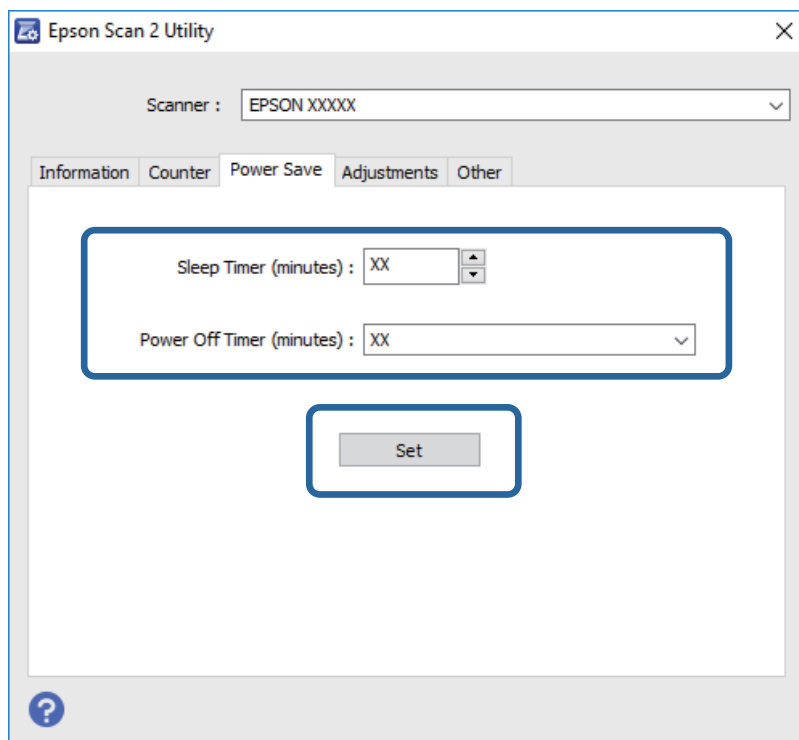 Epson Scan 2 Utility
Scanner : EPSON XXXXX
Information Counter Power Save Adjustments Other
Sleep Timer (minutes) : XX
Power Off Timer (minutes) : XX
Set
?